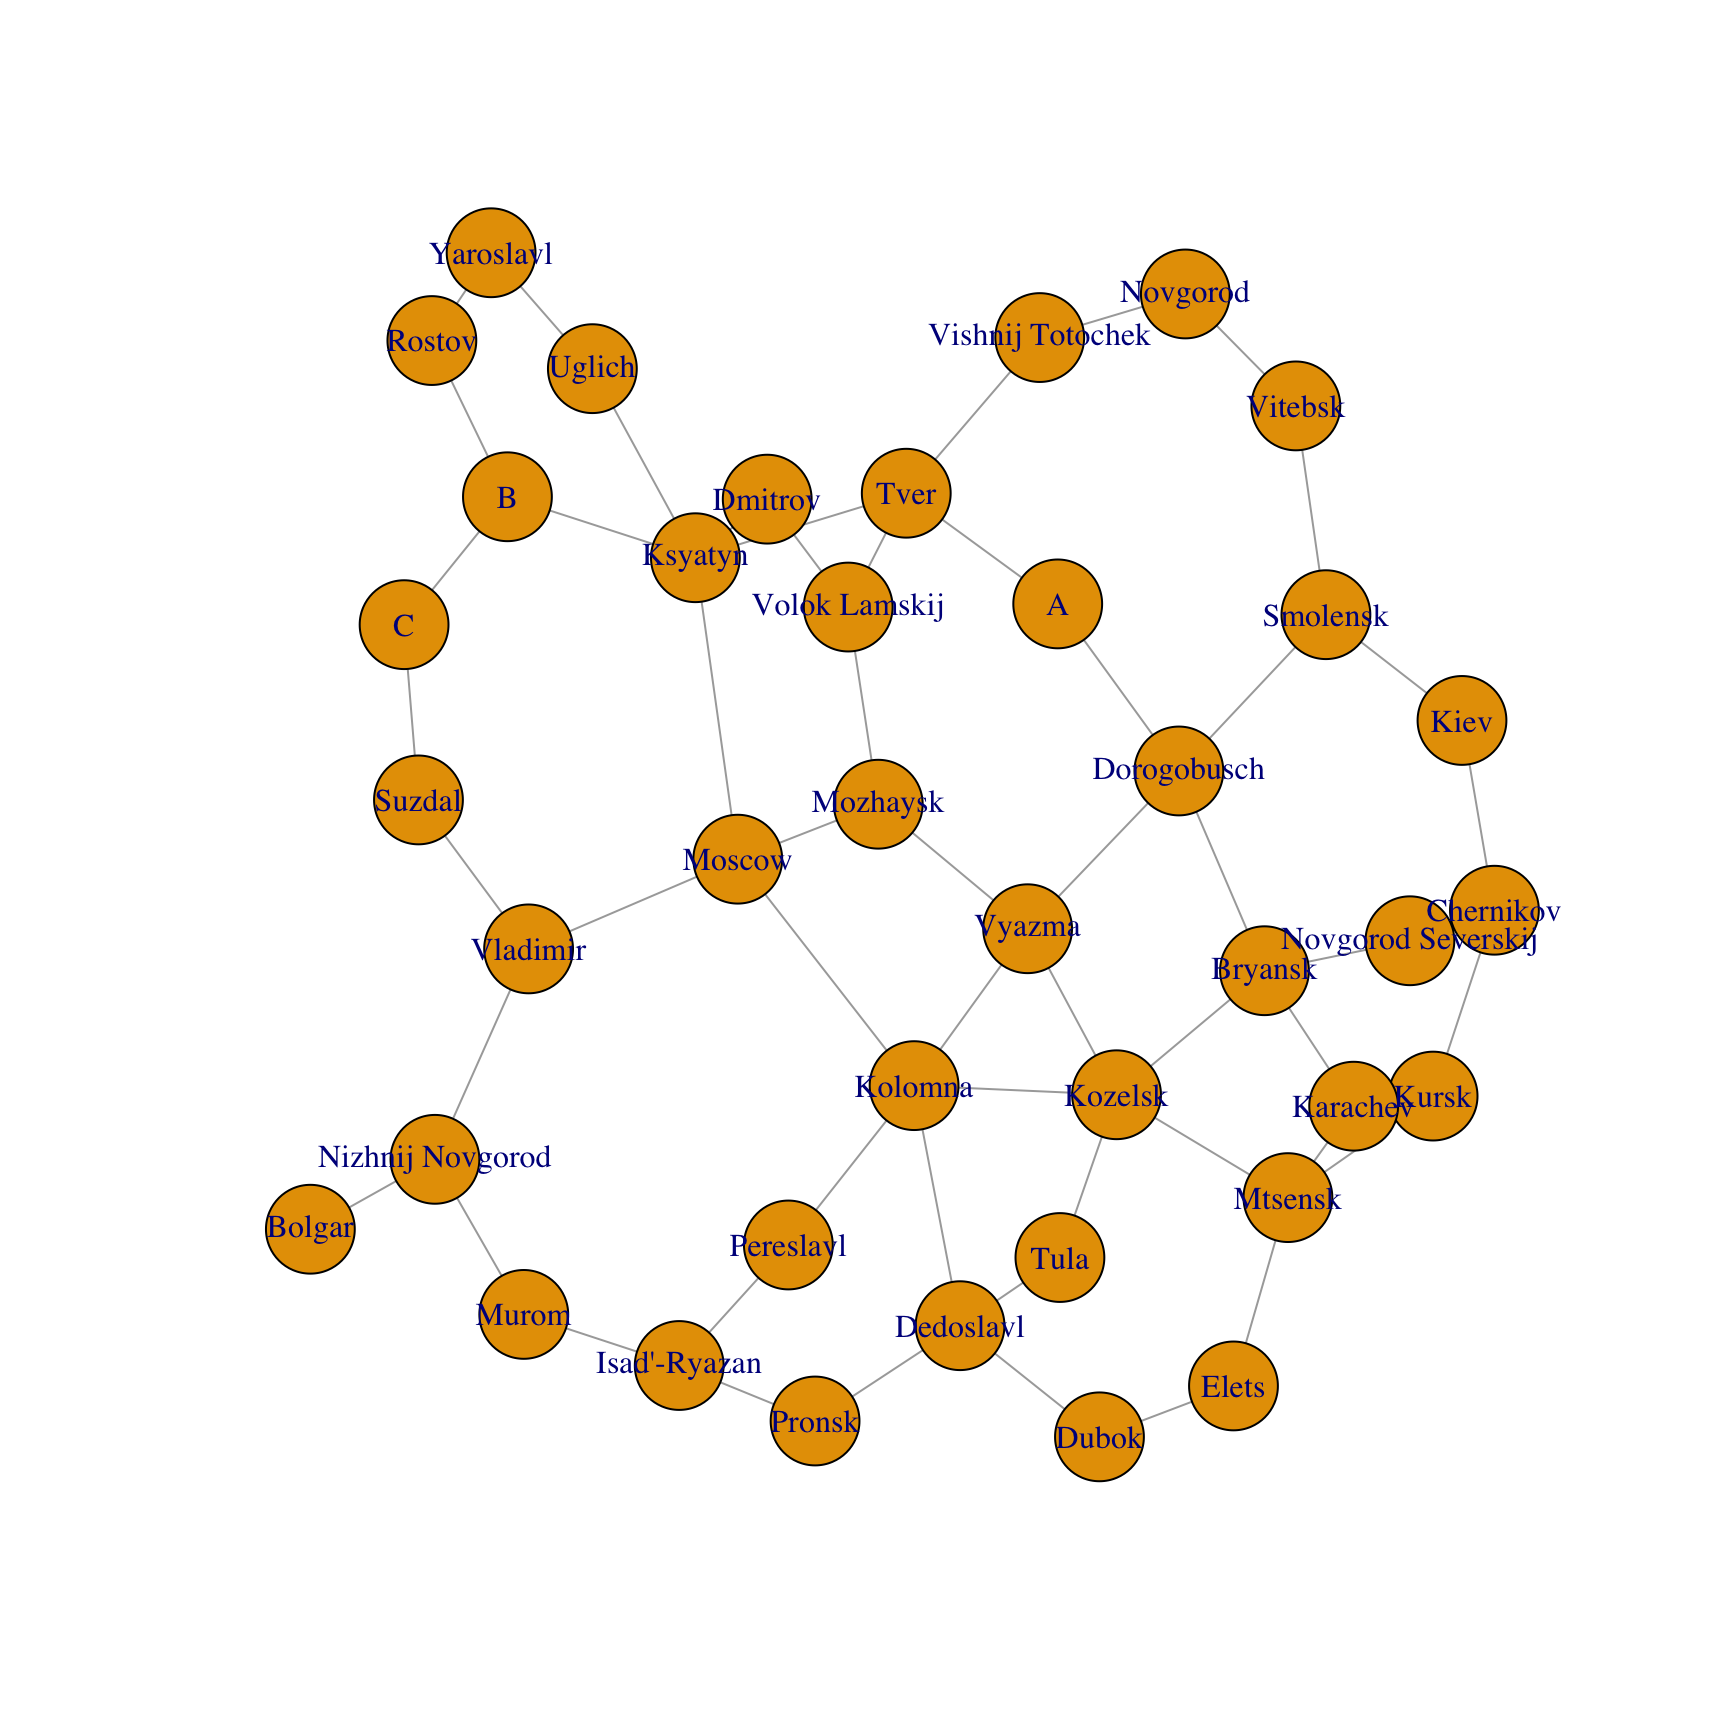 Yaroslavl
Novgorod
Rostov
Vishnij Totochek
Uglich
Vitebsk
B
Dmitrov
Tver
Ksyatyn
C
Volok Lamskij
A
Smolensk
Kiev
Suzdal
Mozhaysk
Dorogobusch
Moscow
Vladimir
Vyazma
Chernikov
Novgorod Severskij
Bryansk
Kolomna
Kozelsk
Karachev
Kursk
Nizhnij Novgorod
Mtsensk
Bolgar
Pereslavl
Tula
Murom
Dedoslavl
Isad'-Ryazan
Elets
Pronsk
Dubok